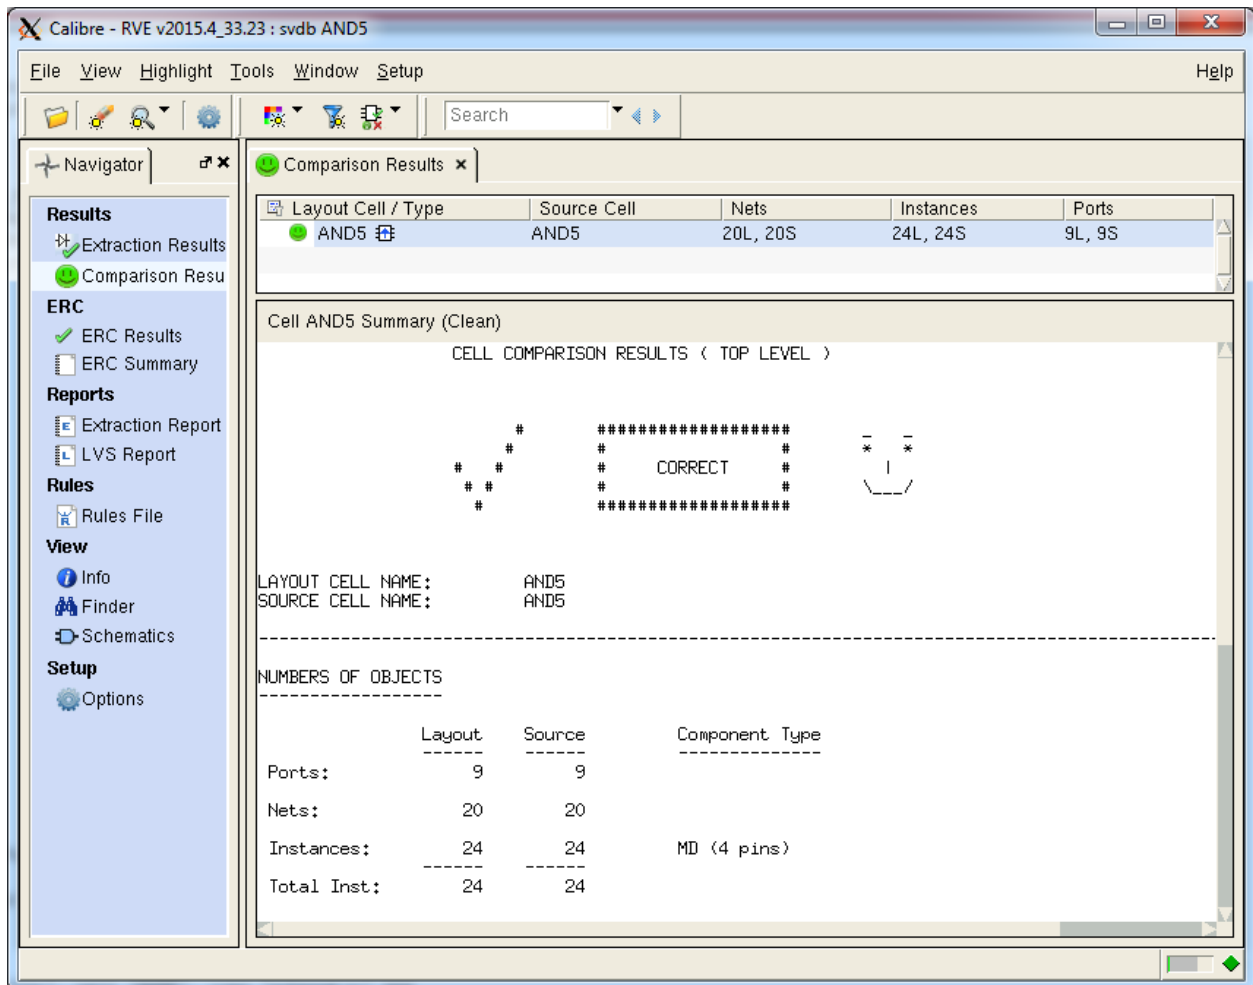 Calibre - RVE v2015.4_33.23 : svdb AND5
File View Highlight Tools Window Setup Help
Search
Navigator
Comparison Results
Results
Extraction Results
Comparison Resu
ERC
ERC Results
ERC Summary
Reports
Extraction Report
LVS Report
Rules
Rules File
View
Info
Finder
Schematics
Setup
Options
Layout Cell / Type Source Cell Nets Instances Ports
AND5 AND5 20L, 20S 24L, 24S 9L, 9S
Cell AND5 Summary (Clean)
CELL COMPARISON RESULTS ( TOP LEVEL )
# ################### _ _
# # # * *
# # # CORRECT # |
# # # # \___/
# ###################
LAYOUT CELL NAME: AND5
SOURCE CELL NAME: AND5
NUMBERS OF OBJECTS
Layout Source Component Type
Ports: 9 9
Nets: 20 20
Instances: 24 24 MD (4 pins)
Total Inst: 24 24